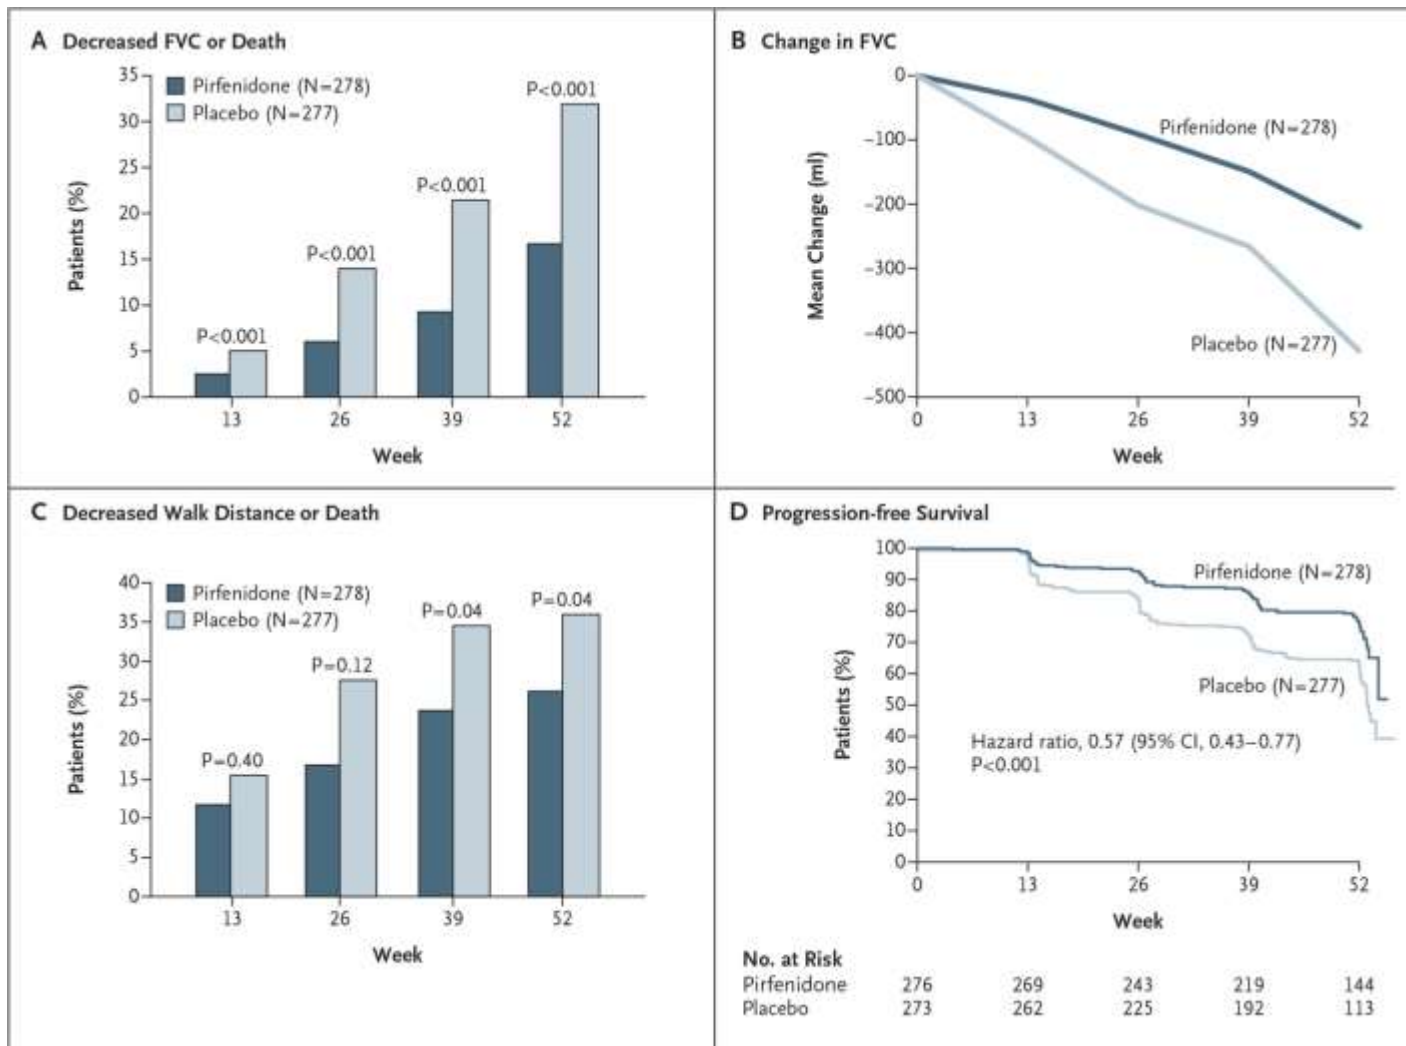 A Decreased FVC or Death
35
30
25
20
15
10
5
0
Patients (%)
Pirfenidone (N=278)
Placebo (N=277)
P<0.001
P<0.001
P<0.001
P<0.001
13 26 39 52
Week
B Change in FVC
0
−100
−200
−300
−400
−500
Mean Change (ml)
Pirfenidone (N=278)
Placebo (N=277)
0 13 26 39 52
Week
C Decreased Walk Distance or Death
40
35
30
25
20
15
10
5
0
Patients (%)
Pirfenidone (N=278)
Placebo (N=277)
P=0.40
P=0.12
P=0.04
P=0.04
13 26 39 52
Week
D Progression-free Survival
100
90
80
70
60
50
40
30
20
10
0
Patients (%)
Pirfenidone (N=278)
Placebo (N=277)
Hazard ratio, 0.57 (95% CI, 0.43–0.77)
P<0.001
0 13 26 39 52
Week
No. at Risk
Pirfenidone 276 269 243 219 144
Placebo 273 262 225 192 113